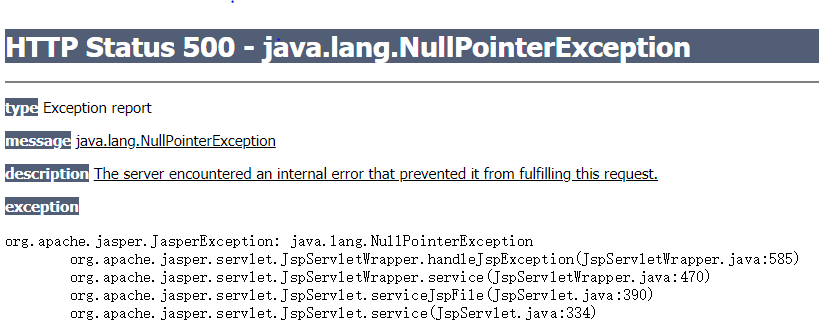 HTTP Status 500 - java.lang.NullPointerException
type Exception report
message java.lang.NullPointerException
description The server encountered an internal error that prevented it from fulfilling this request.
exception
org.apache.jasper.JasperException: java.lang.NullPointerException
org.apache.jasper.servlet.JspServletWrapper.handleJspException(JspServletWrapper.java:585)
org.apache.jasper.servlet.JspServletWrapper.service(JspServletWrapper.java:470)
org.apache.jasper.servlet.JspServlet.serviceJspFile(JspServlet.java:390)
org.apache.jasper.servlet.JspServlet.service(JspServlet.java:334)